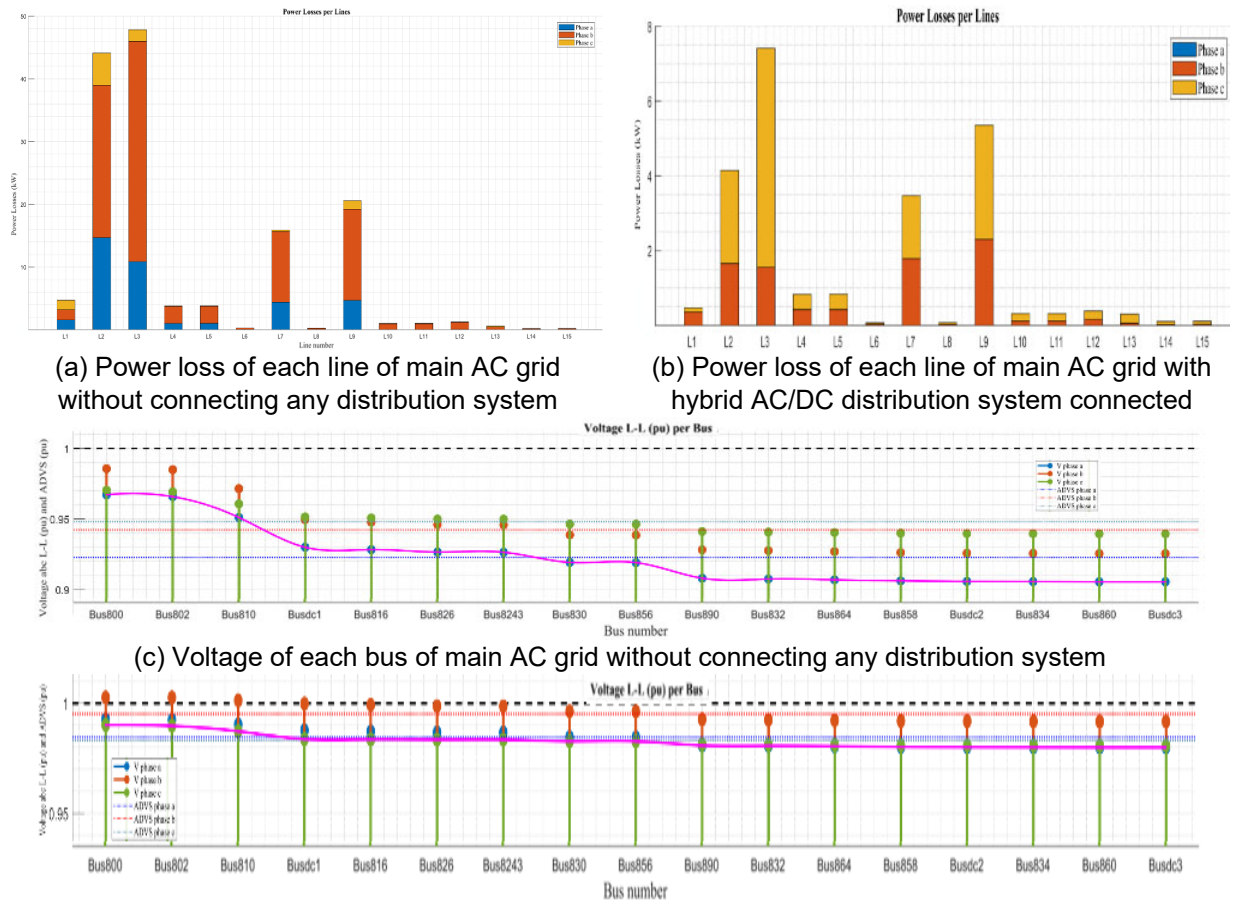 Power Losses per Lines
Power Losses (kW)
50
40
30
20
10
Phase a
Phase b
Phase c
L1 L2 L3 L4 L5 L6 L7 L8 L9 L10 L11 L12 L13 L14 L15
Line number
(a) Power loss of each line of main AC grid
without connecting any distribution system
Power Losses per Lines
Power Losses (kW)
8
6
4
2
Phase a
Phase b
Phase c
L1 L2 L3 L4 L5 L6 L7 L8 L9 L10 L11 L12 L13 L14 L15
(b) Power loss of each line of main AC grid with
hybrid AC/DC distribution system connected
Voltage L-L (pu) per Bus
Voltage abc L-L (pu) and ADVS (pu)
1
0.95
0.9
V phase a
V phase b
V phase c
ADVS phase a
ADVS phase b
ADVS phase c
Bus800 Bus802 Bus810 Busdc1 Bus816 Bus826 Bus8243 Bus830 Bus856 Bus890 Bus832 Bus864 Bus858 Busdc2 Bus834 Bus860 Busdc3
Bus number
(c) Voltage of each bus of main AC grid without connecting any distribution system
Voltage L-L (pu) per Bus
Voltage abc L-L (pu) and ADVS (pu)
1
0.95
V phase a
V phase b
V phase c
ADVS phase a
ADVS phase b
ADVS phase c
Bus800 Bus802 Bus810 Busdc1 Bus816 Bus826 Bus8243 Bus830 Bus856 Bus890 Bus832 Bus864 Bus858 Busdc2 Bus834 Bus860 Busdc3
Bus number